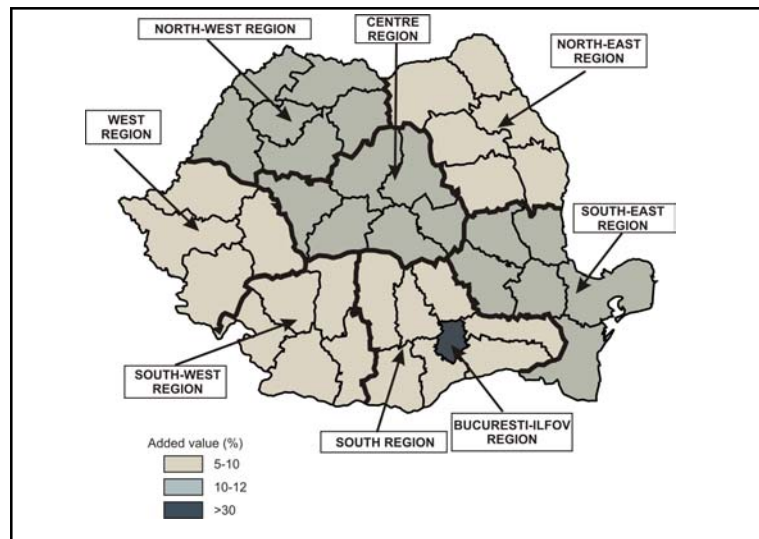 NORTH-WEST REGION
CENTRE
REGION
NORTH-EAST
REGION
WEST
REGION
SOUTH-EAST
REGION
SOUTH-WEST
REGION
SOUTH REGION
BUCURESTI-ILFOV
REGION
Added value (%)
5-10
10-12
>30